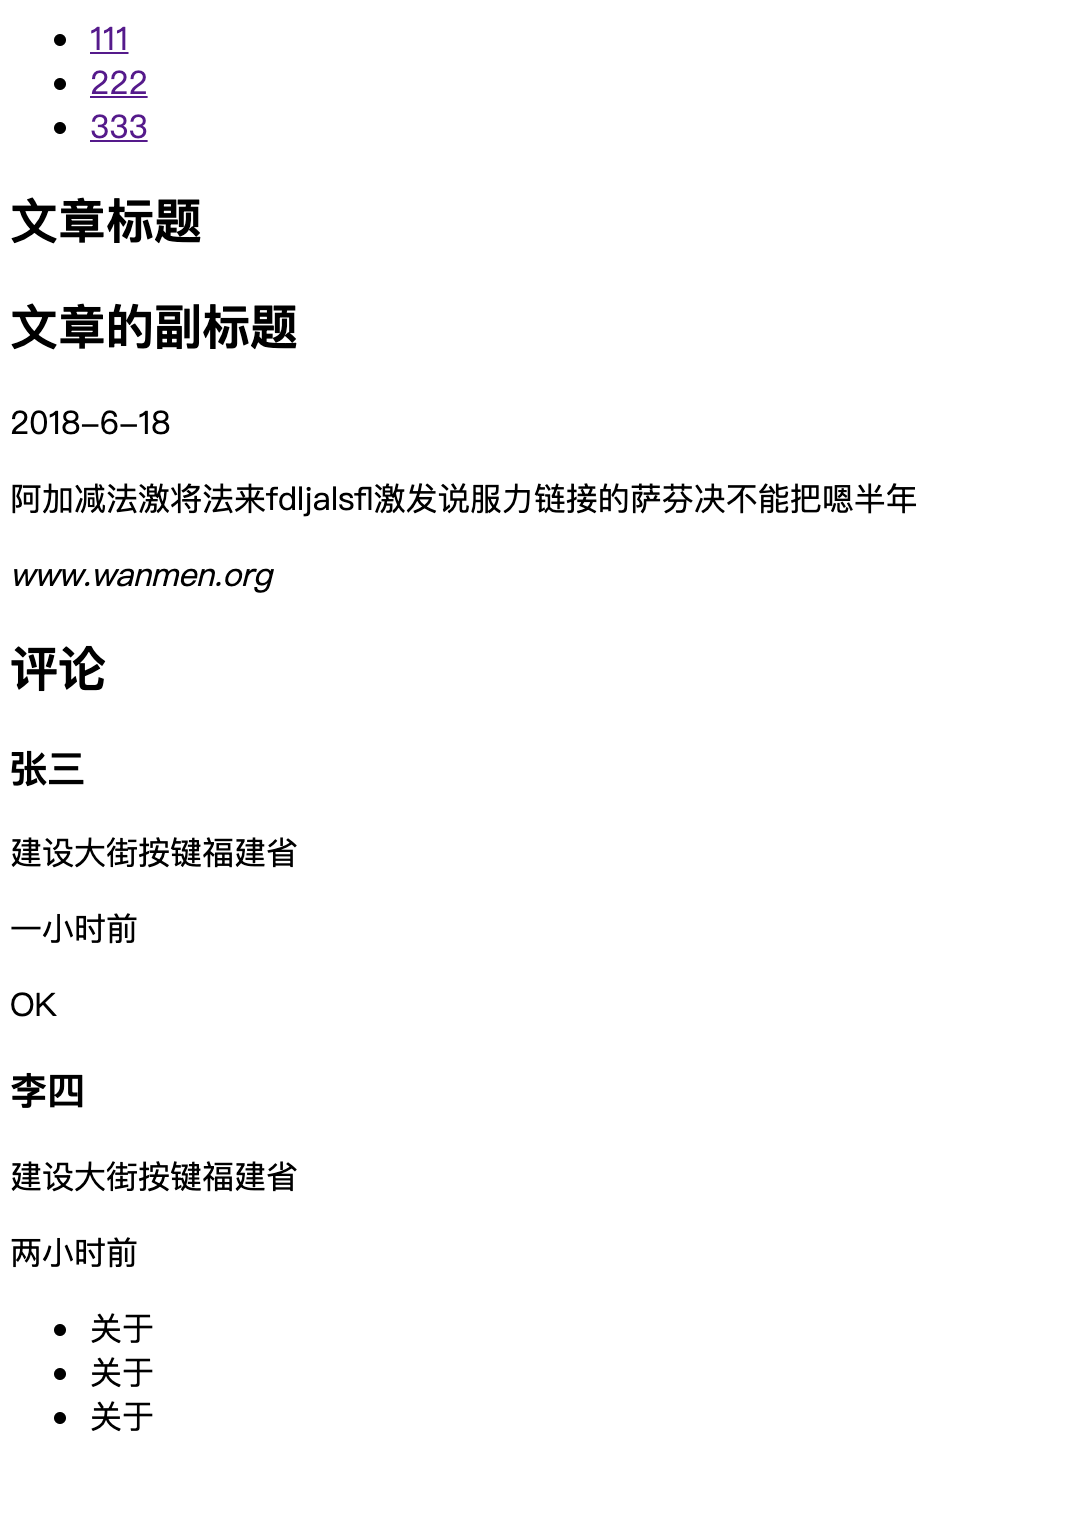 111
222
333
文章标题
文章的副标题
2018-6-18
阿加减法激将法来fdljalsfl激发说服力链接的萨芬决不能把嗯半年
www.wanmen.org
评论
张三
建设大街按键福建省
一小时前
OK
李四
建设大街按键福建省
两小时前
关于
关于
关于